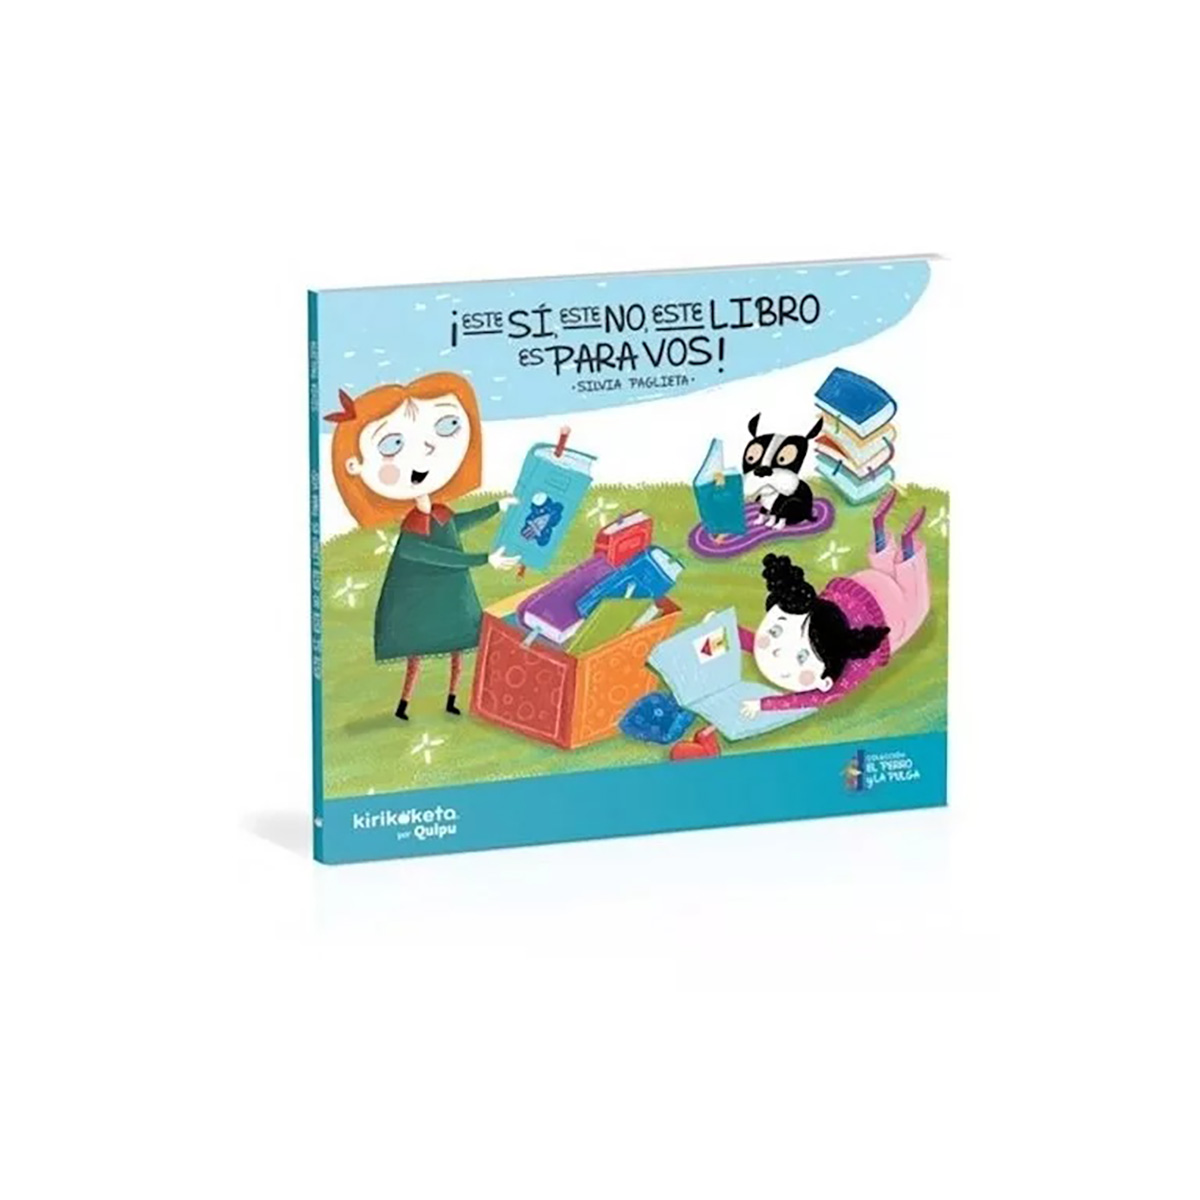 ¡ESTE SÍ, ESTE NO, ESTE LIBRO
ES PARA VOS!
·SILVIA PAGLIETA·
COLECCIÓN
EL PERRO
y LA PULGA
kirikoketa
por Quipu